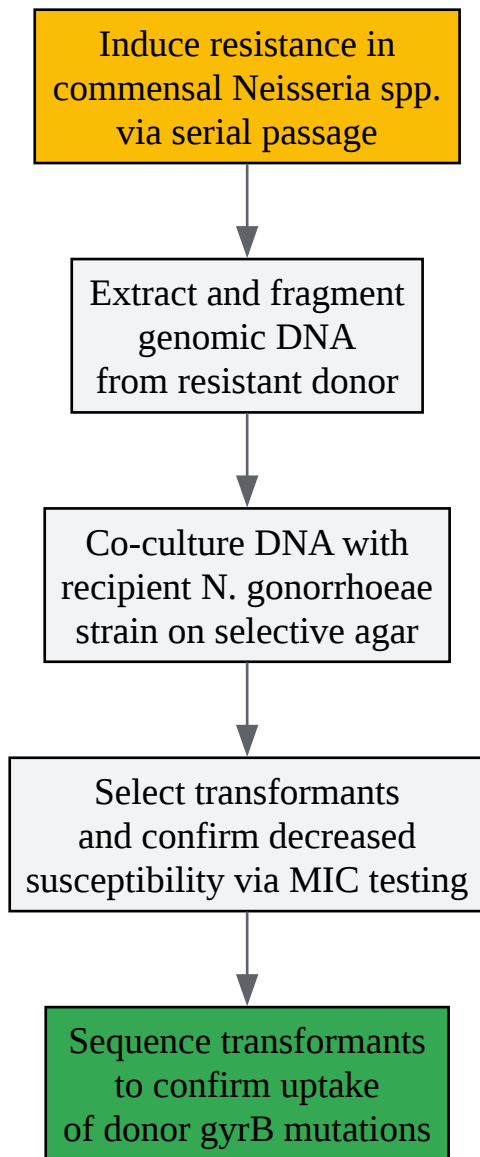 Induce resistance in
commensal Neisseria spp.
via serial passage
Extract and fragment
genomic DNA
from resistant donor
Co-culture DNA with
recipient N. gonorrhoeae
strain on selective agar
Select transformants
and confirm decreased
susceptibility via MIC testing
Sequence transformants
to confirm uptake
of donor gyrB mutations